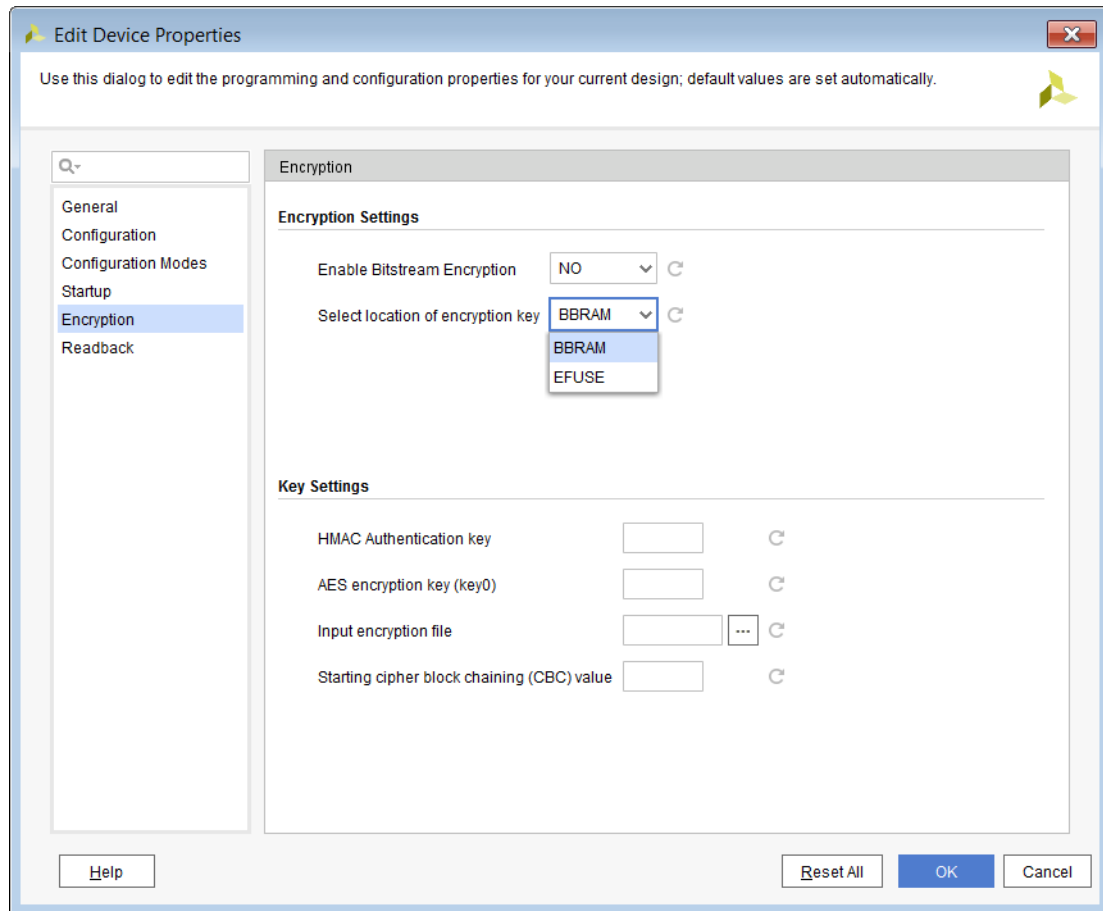 Edit Device Properties
Use this dialog to edit the programming and configuration properties for your current design; default values are set automatically.
General
Configuration
Configuration Modes
Startup
Encryption
Readback
Encryption
Encryption Settings
Enable Bitstream Encryption NO
Select location of encryption key BBRAM
BBRAM
EFUSE
Key Settings
HMAC Authentication key
AES encryption key (key0)
Input encryption file ...
Starting cipher block chaining (CBC) value
Help Reset All OK Cancel